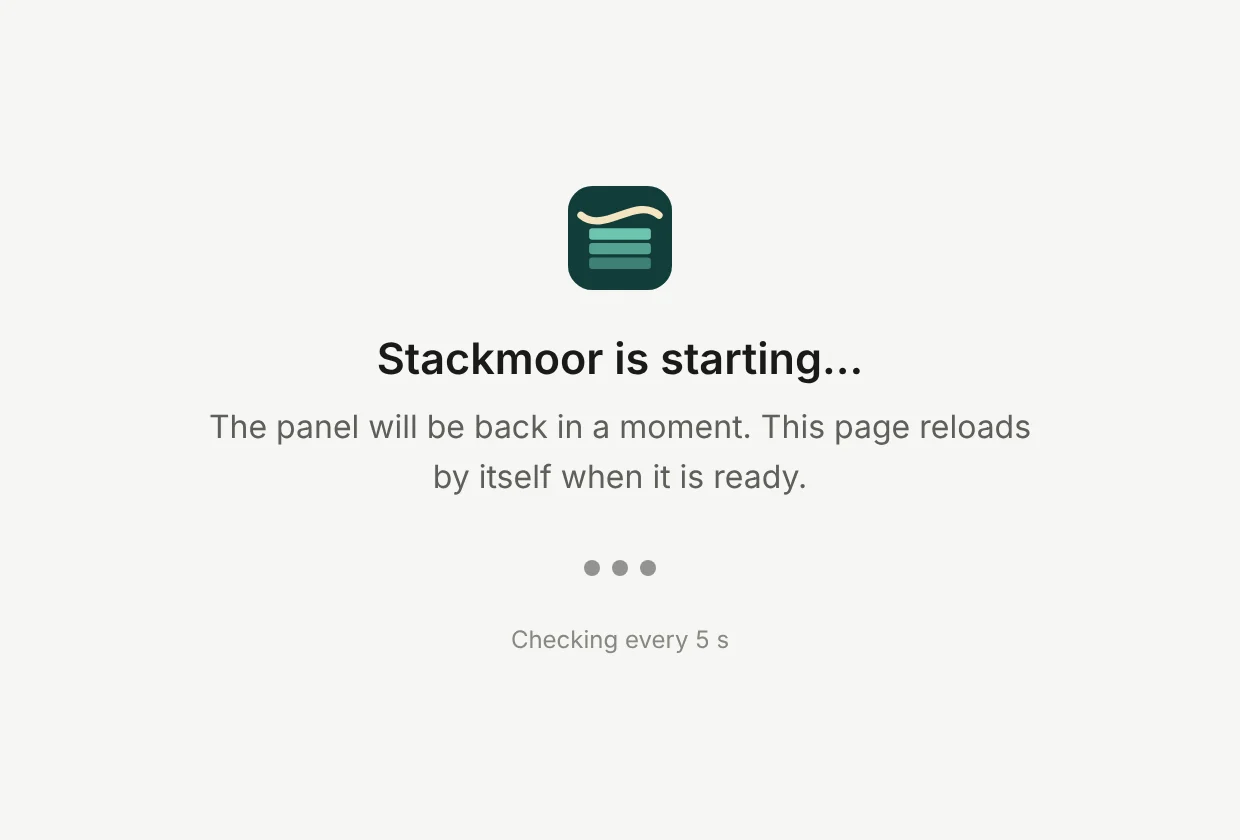 Stackmoor is starting…
The panel will be back in a moment. This page reloads
by itself when it is ready.
Checking every 5 s